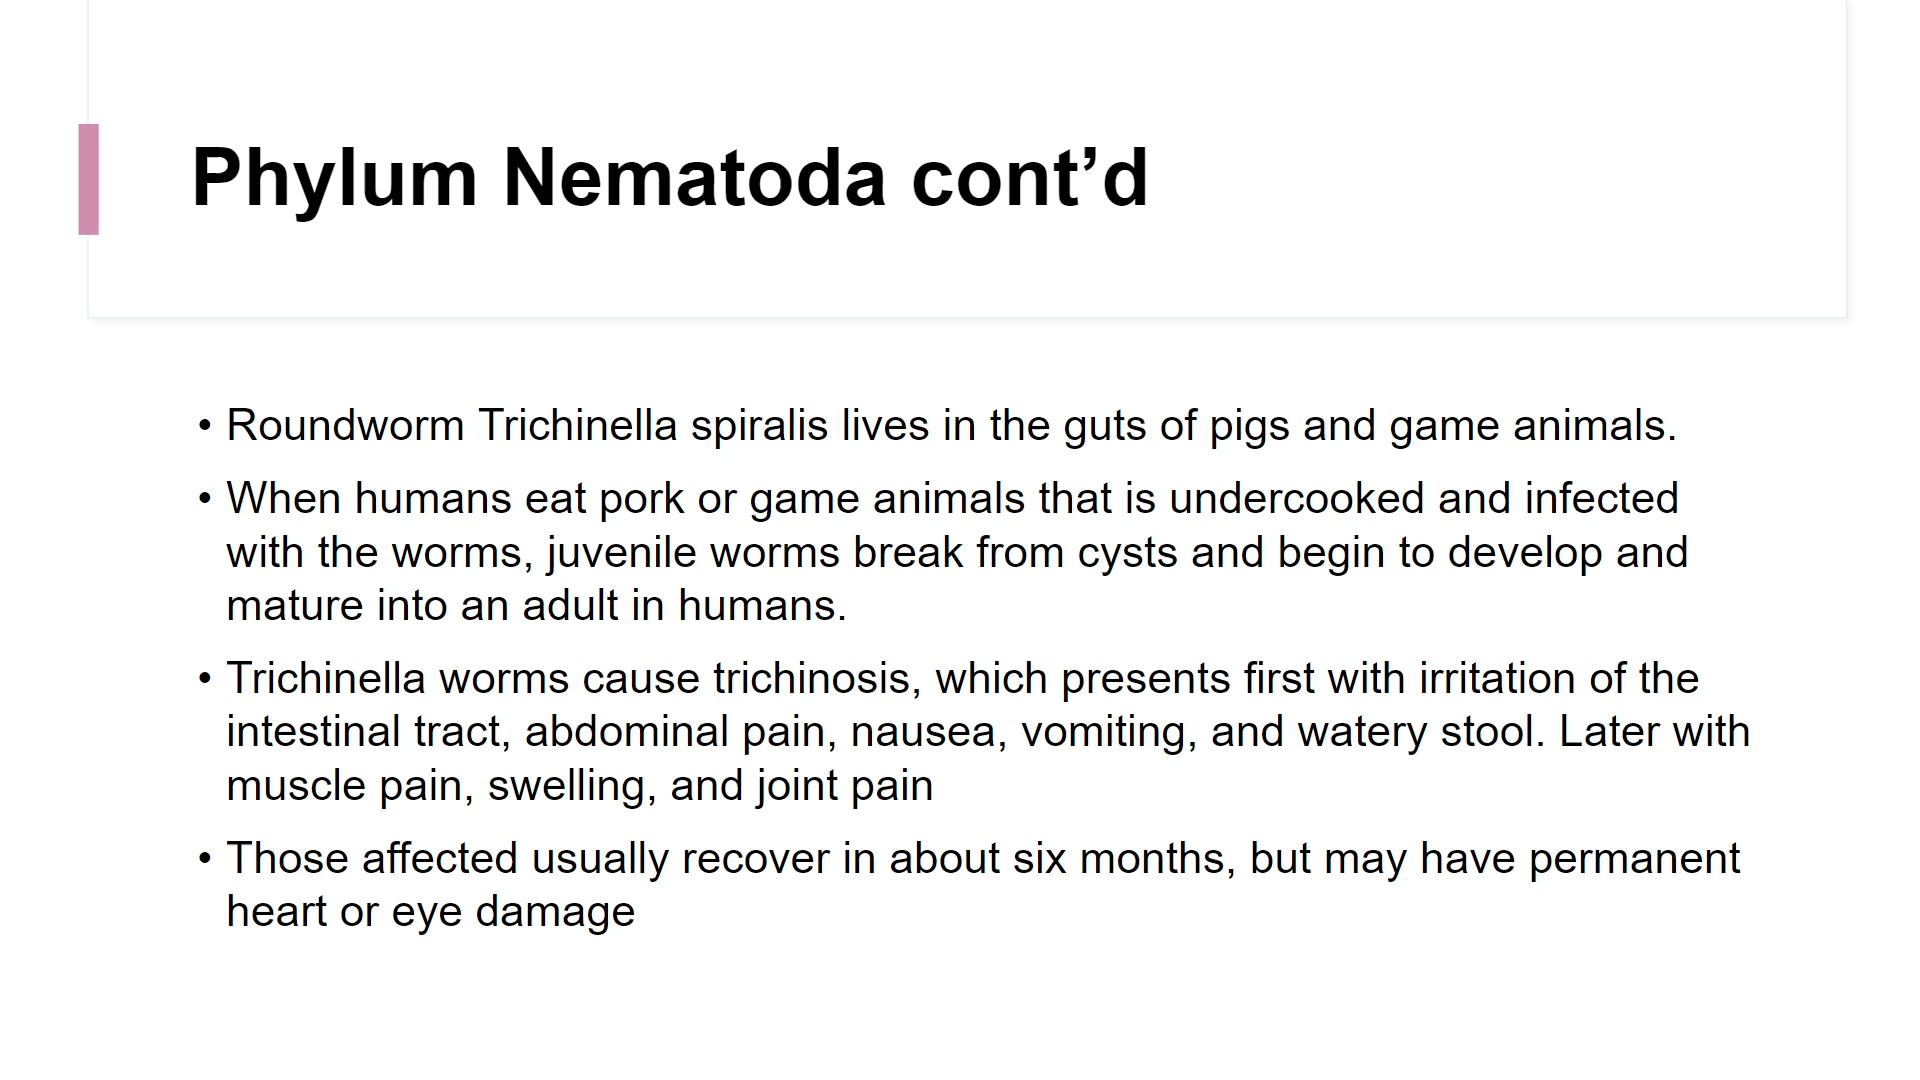 Phylum Nematoda cont’d
• Roundworm Trichinella spiralis lives in the guts of pigs and game animals.
• When humans eat pork or game animals that is undercooked and infected
with the worms, juvenile worms break from cysts and begin to develop and
mature into an adult in humans.
• Trichinella worms cause trichinosis, which presents first with irritation of the
intestinal tract, abdominal pain, nausea, vomiting, and watery stool. Later with
muscle pain, swelling, and joint pain
• Those affected usually recover in about six months, but may have permanent
heart or eye damage